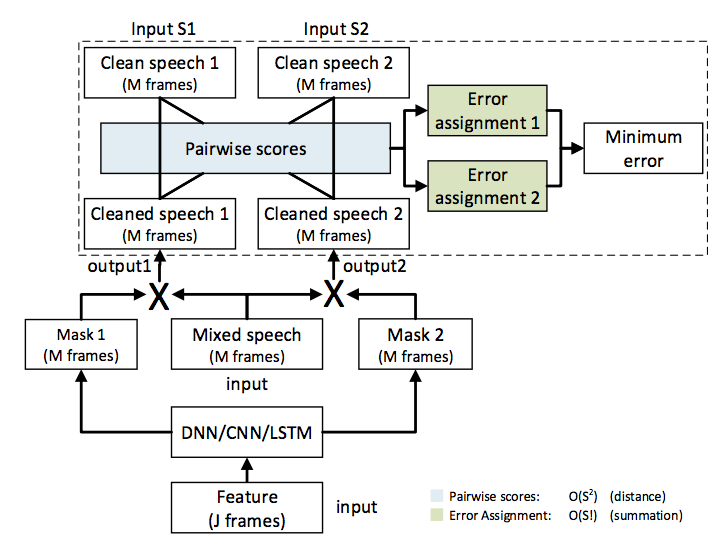 Input S1
Input S2
Clean speech 1
(M frames)
Clean speech 2
(M frames)
Error
assignment 1
Pairwise scores
Minimum
error
Error
assignment 2
Cleaned speech 1
(M frames)
Cleaned speech 2
(M frames)
output1
output2
X
X
Mask 1
(M frames)
Mixed speech
(M frames)
Mask 2
(M frames)
input
DNN/CNN/LSTM
Feature
(J frames)
input
Pairwise scores: O(S²) (distance)
Error Assignment: O(S!) (summation)